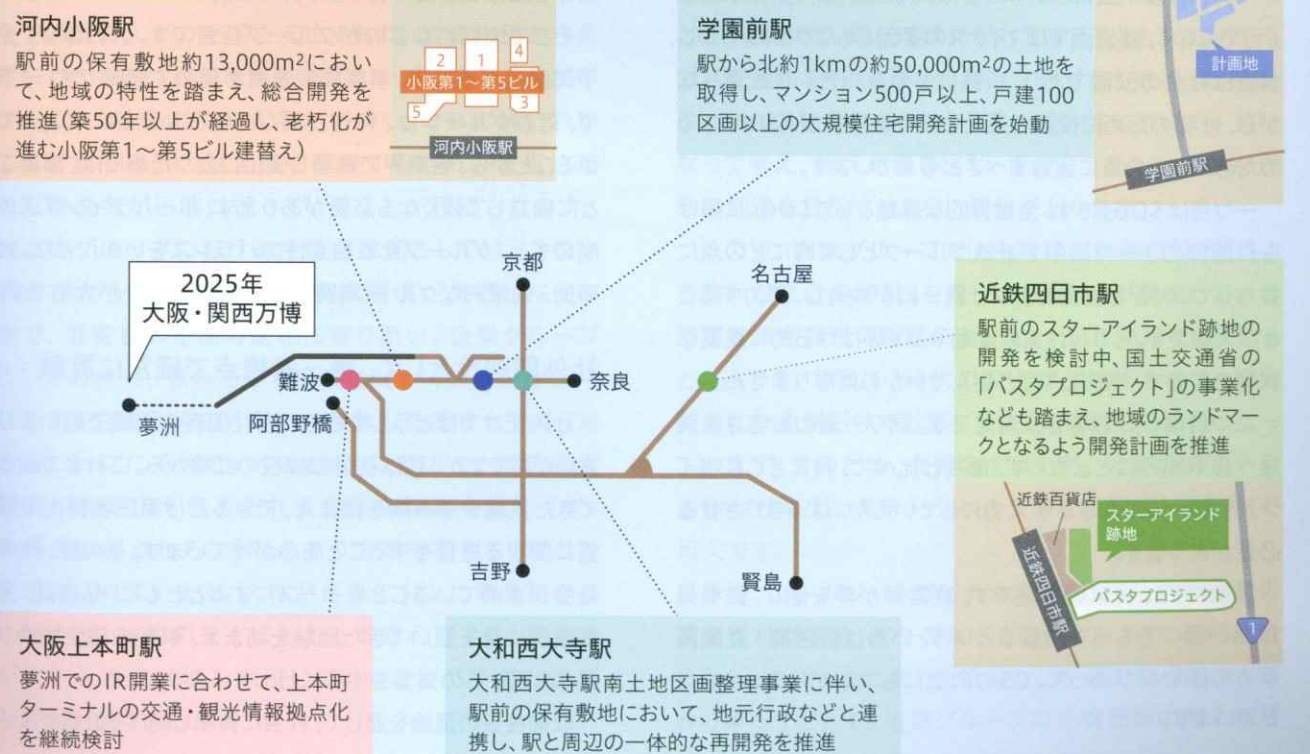 河内小阪駅
駅前の保有敷地約13,000m²におい
て、地域の特性を踏まえ、総合開発を
推進(築50年以上が経過し、老朽化が
進む小阪第1～第5ビル建替え)
2
1
4
小阪第1～第5ビル
5
3
河内小阪駅
学園前駅
駅から北約1kmの約50,000m²の土地を
取得し、マンション500戸以上、戸建100
区画以上の大規模住宅開発計画を始動
計画地
学園前駅
2025年
大阪・関西万博
京都
名古屋
難波
奈良
夢洲
阿部野橋
吉野
賢島
近鉄四日市駅
駅前のスターアイランド跡地の
開発を検討中、国土交通省の
「バスタプロジェクト」の事業化
なども踏まえ、地域のランドマー
クとなるよう開発計画を推進
近鉄百貨店
スターアイランド
跡地
近鉄四日市駅
バスタプロジェクト
1
大阪上本町駅
夢洲でのIR開業に合わせて、上本町
ターミナルの交通・観光情報拠点化
を継続検討
大和西大寺駅
大和西大寺駅南土地区画整理事業に伴い、
駅前の保有敷地において、地元行政などと連
携し、駅と周辺の一体的な再開発を推進